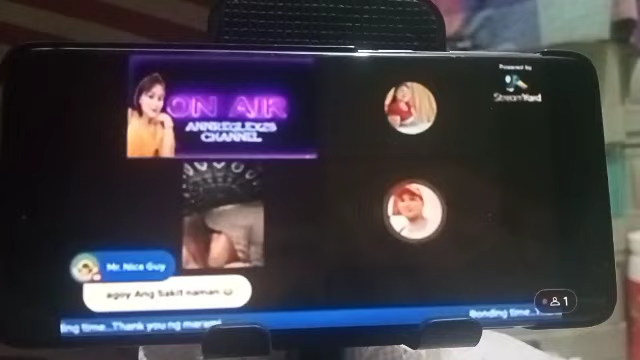 Powered by
StreamYard
ON AIR
ANNREGLEXZS
CHANNEL
Mr. Nice Guy
agoy Ang Sakit naman
1
ing time...Thank you ng marami
Bonding time...